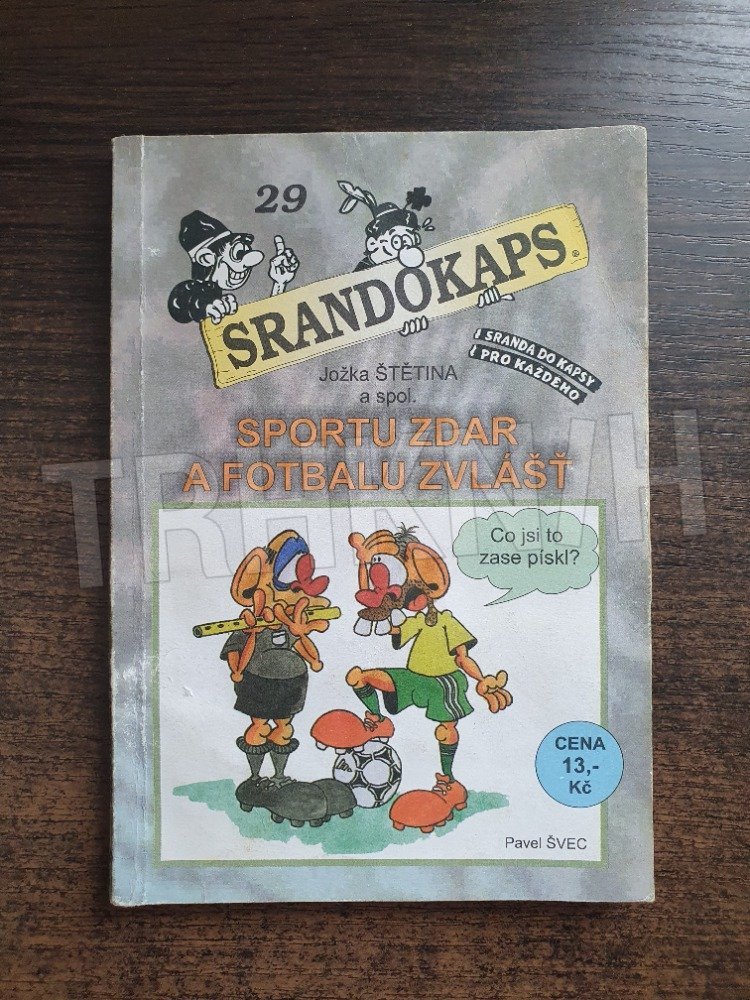 29
SRANDOKAPS®
SRANDA DO KAPSY
PRO KAŽDÉHO
Jožka ŠTĚTINA
a spol.
SPORTU ZDAR
A FOTBALU ZVLÁŠŤ
TRHKNIH
Co jsi to
zase pískl?
CENA
13,-
Kč
Pavel ŠVEC